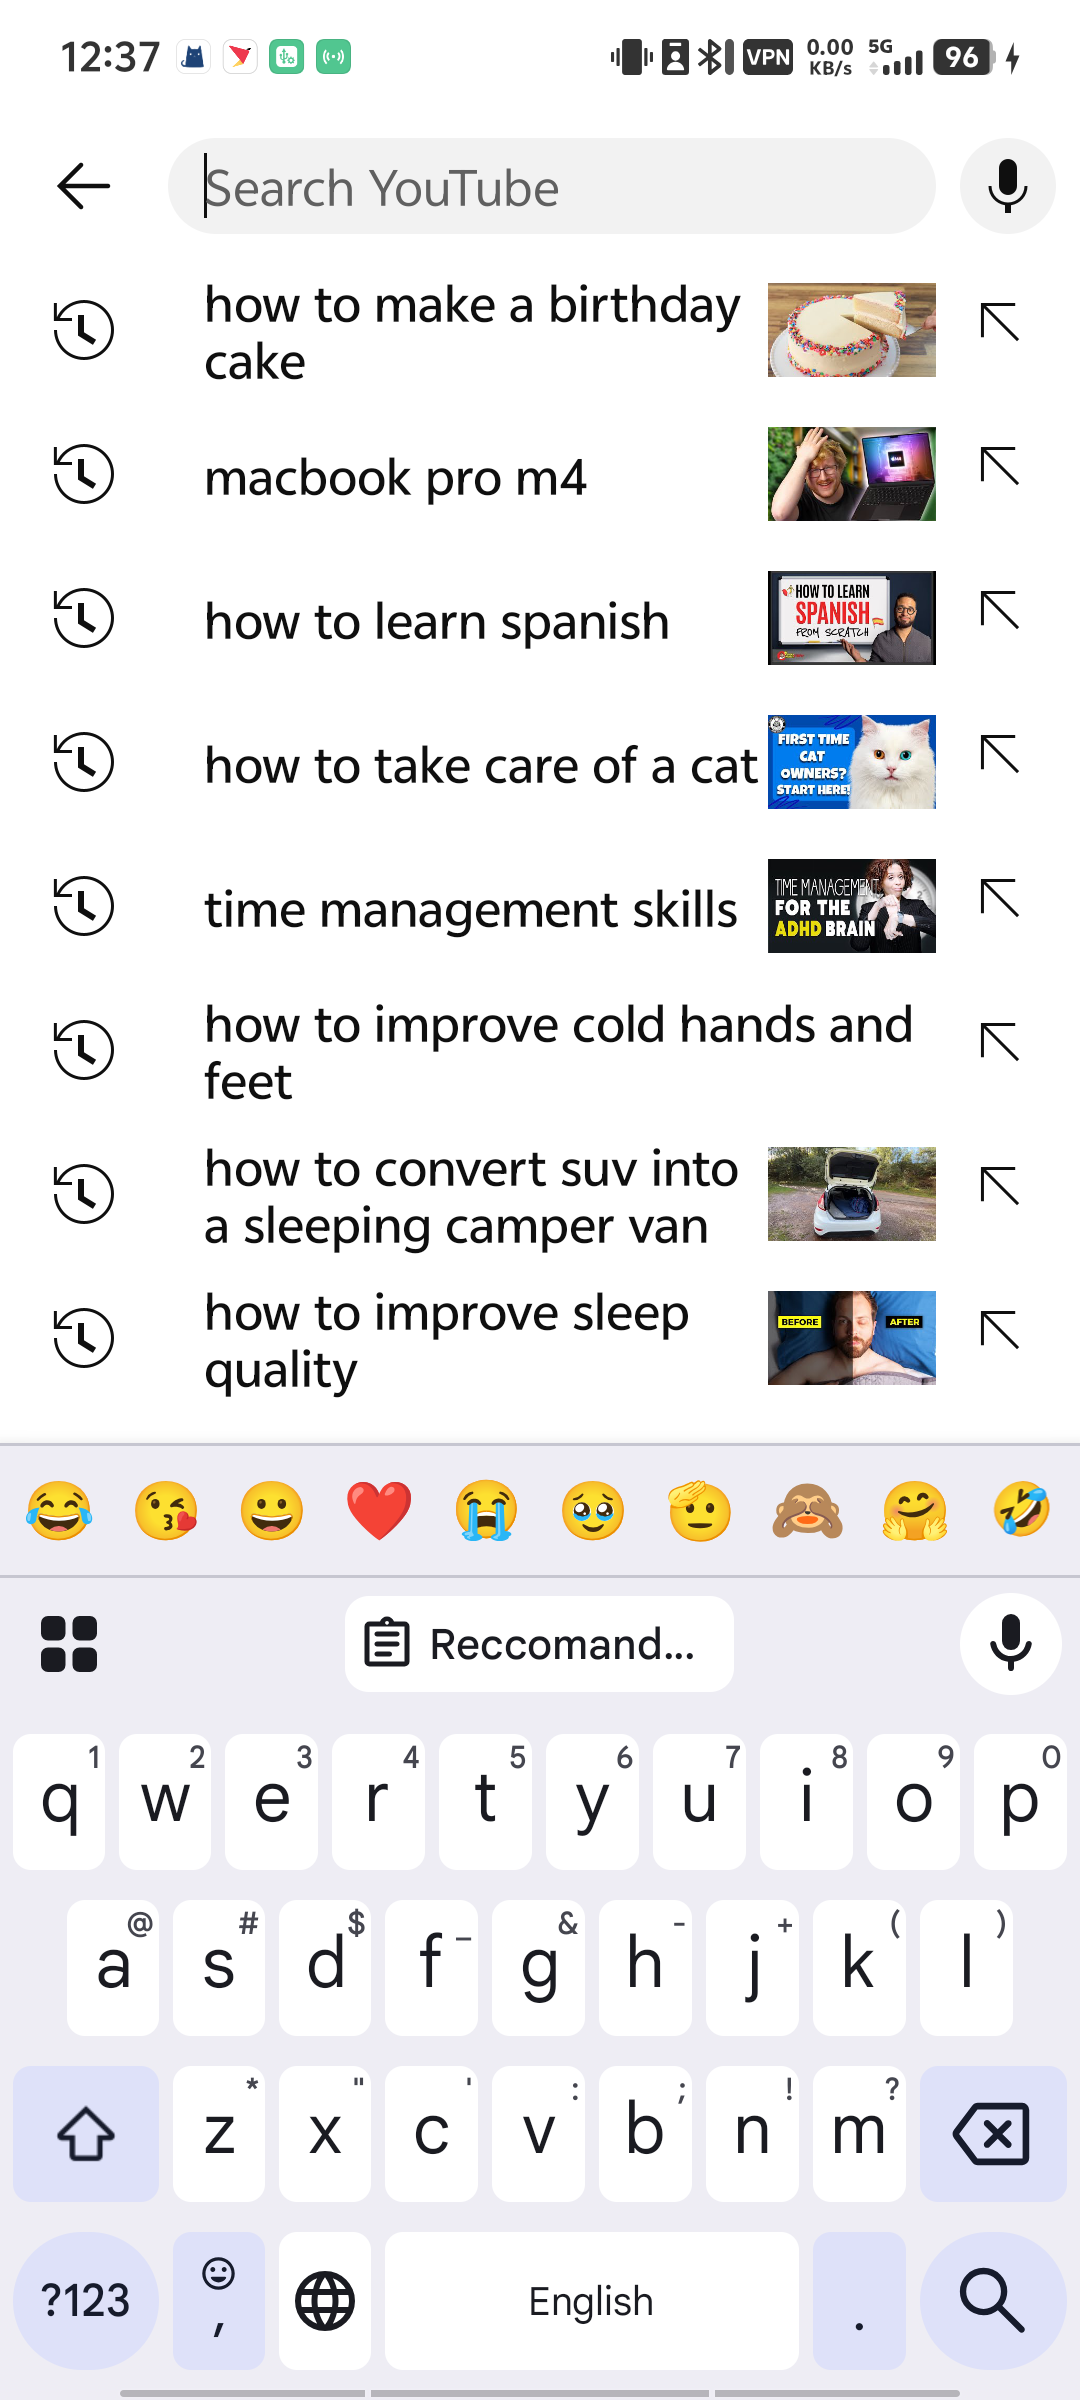 12:37
VPN
0.00
KB/s
5G
96
Search YouTube
how to make a birthday
cake
macbook pro m4
how to learn spanish
HOW TO LEARN
SPANISH
FROM SCRATCH
how to take care of a cat
FIRST TIME
CAT
OWNERS?
START HERE!
time management skills
TIME MANAGEMENT
FOR THE
ADHD BRAIN
how to improve cold hands and
feet
how to convert suv into
a sleeping camper van
how to improve sleep
quality
BEFORE
AFTER
Reccomand...
1 2 3 4 5 6 7 8 9 0
q w e r t y u i o p
@ # $ _ & - + ( )
a s d f g h j k l
* " ' : ; ! ?
z x c v b n m
?123
,
English
.